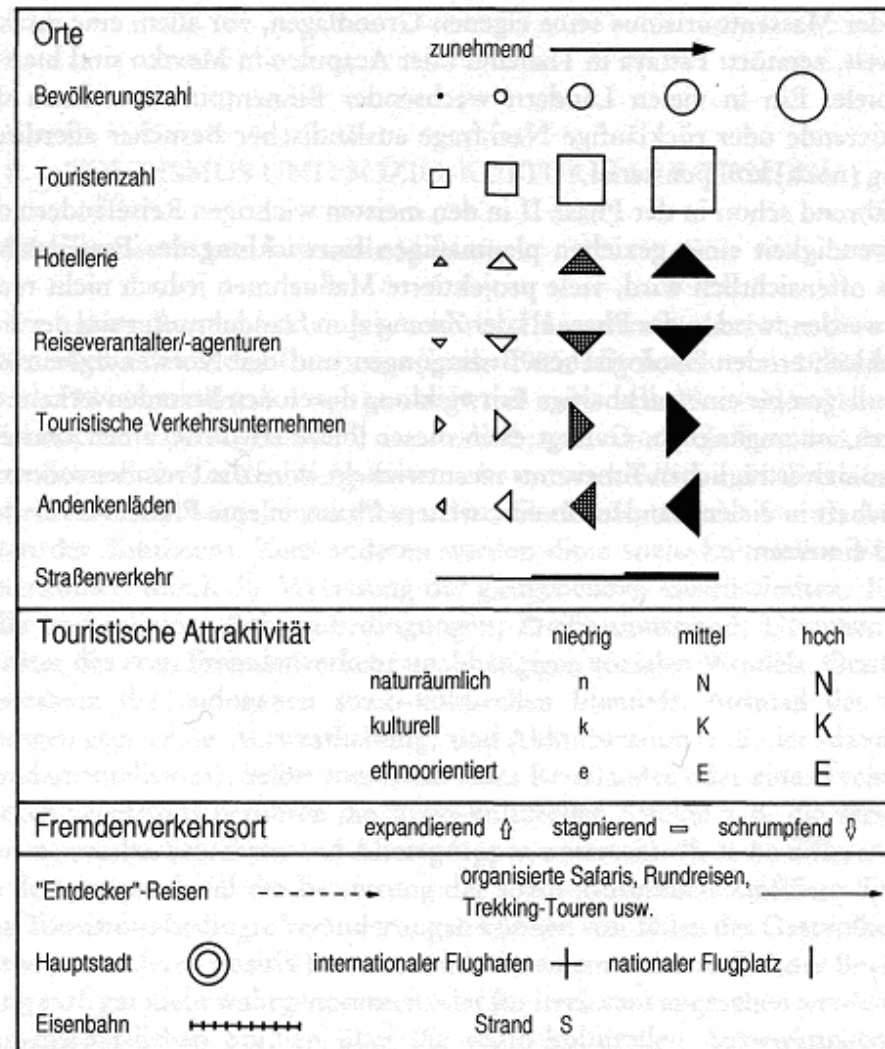 Orte
zunehmend
Bevölkerungszahl
Touristenzahl
Hotellerie
Reiseverantalter/-agenturen
Touristische Verkehrsunternehmen
Andenkenläden
Straßenverkehr
Touristische Attraktivität niedrig mittel hoch
naturräumlich n N N
kulturell k K K
ethnoorientiert e E E
Fremdenverkehrsort expandierend stagnierend schrumpfend
"Entdecker"-Reisen organisierte Safaris, Rundreisen,
Trekking-Touren usw.
Hauptstadt internationaler Flughafen nationaler Flugplatz
Eisenbahn Strand S